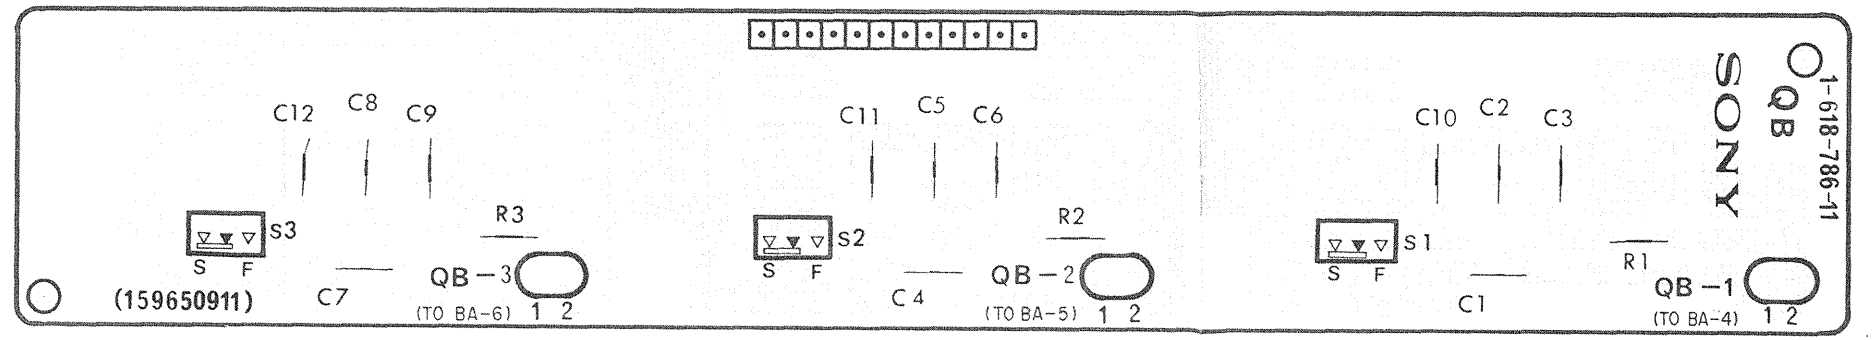 C12
C8
C9
S3
S F
R3
C7
QB-3
(TO BA-6) 1 2
(159650911)
C11
C5
C6
S2
S F
R2
C4
QB-2
(TO BA-5) 1 2
C10
C2
C3
S1
S F
R1
C1
QB-1
(TO BA-4) 1 2
SONY
QB
1-618-786-11